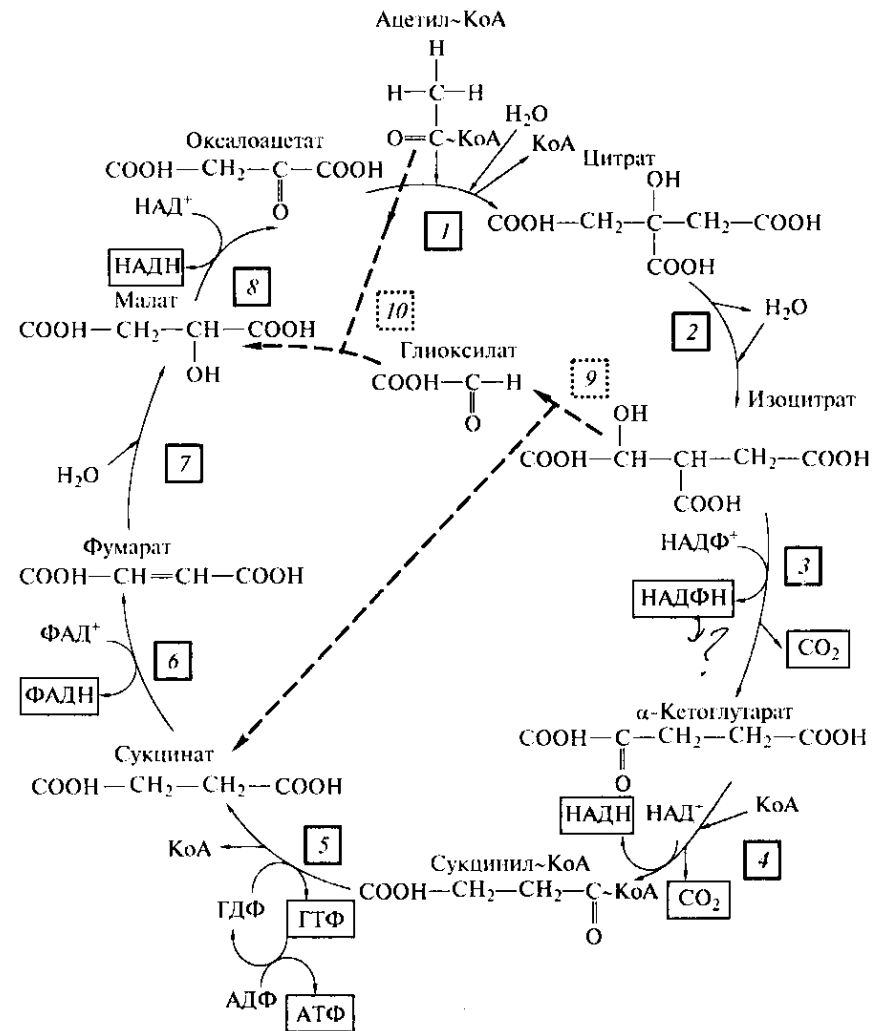 Ацетил~КоА
H
H—C—H
O=C~КоА
H₂O
КоА
Оксалоацетат
COOH—CH₂—C—COOH
O
1
Цитрат
OH
COOH—CH₂—C—CH₂—COOH
COOH
НАД⁺
НАДН
8
Малат
COOH—CH₂—CH—COOH
OH
10
Глиоксилат
COOH—C—H
O
9
2
H₂O
Изоцитрат
OH
COOH—CH—CH—CH₂—COOH
COOH
H₂O
7
Фумарат
COOH—CH=CH—COOH
НАДФ⁺
НАДФН
3
?
CO₂
ФАД⁺
ФАДН
6
α-Кетоглутарат
COOH—C—CH₂—CH₂—COOH
O
Сукцинат
COOH—CH₂—CH₂—COOH
НАДН
НАД⁺
КоА
4
CO₂
КоА
5
Сукцинил~КоА
COOH—CH₂—CH₂—C~КоА
O
ГДФ
ГТФ
АДФ
АТФ